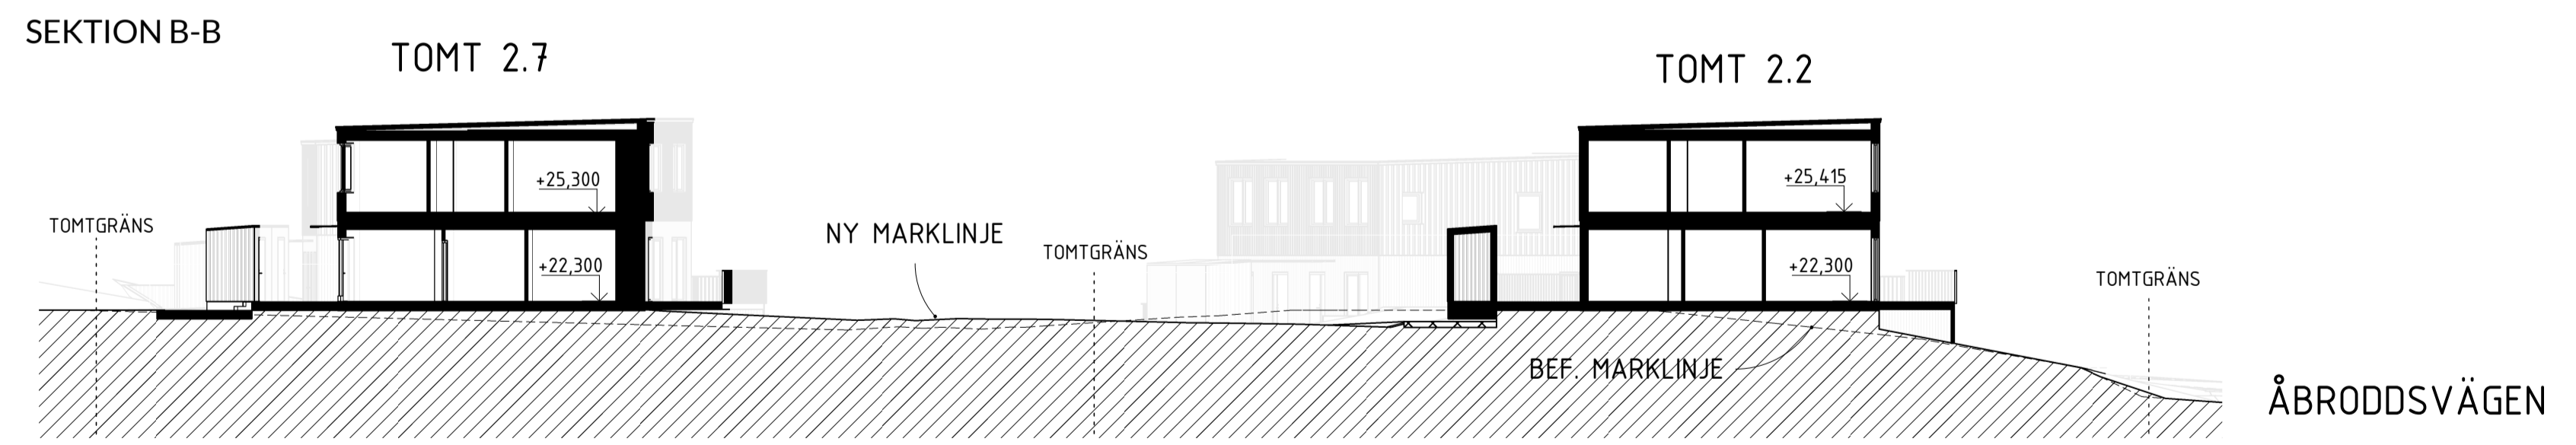 SEKTION B-B
TOMT 2.7
TOMT 2.2
+25,300
+25,415
TOMTGRÄNS
NY MARKLINJE
TOMTGRÄNS
+22,300
+22,300
TOMTGRÄNS
BEF. MARKLINJE
ÅBRODDSVÄGEN